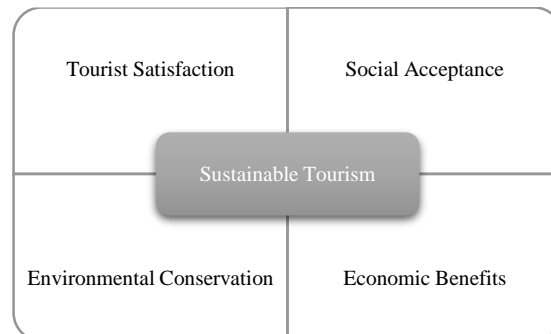 Tourist Satisfaction
Social Acceptance
Sustainable Tourism
Environmental Conservation
Economic Benefits